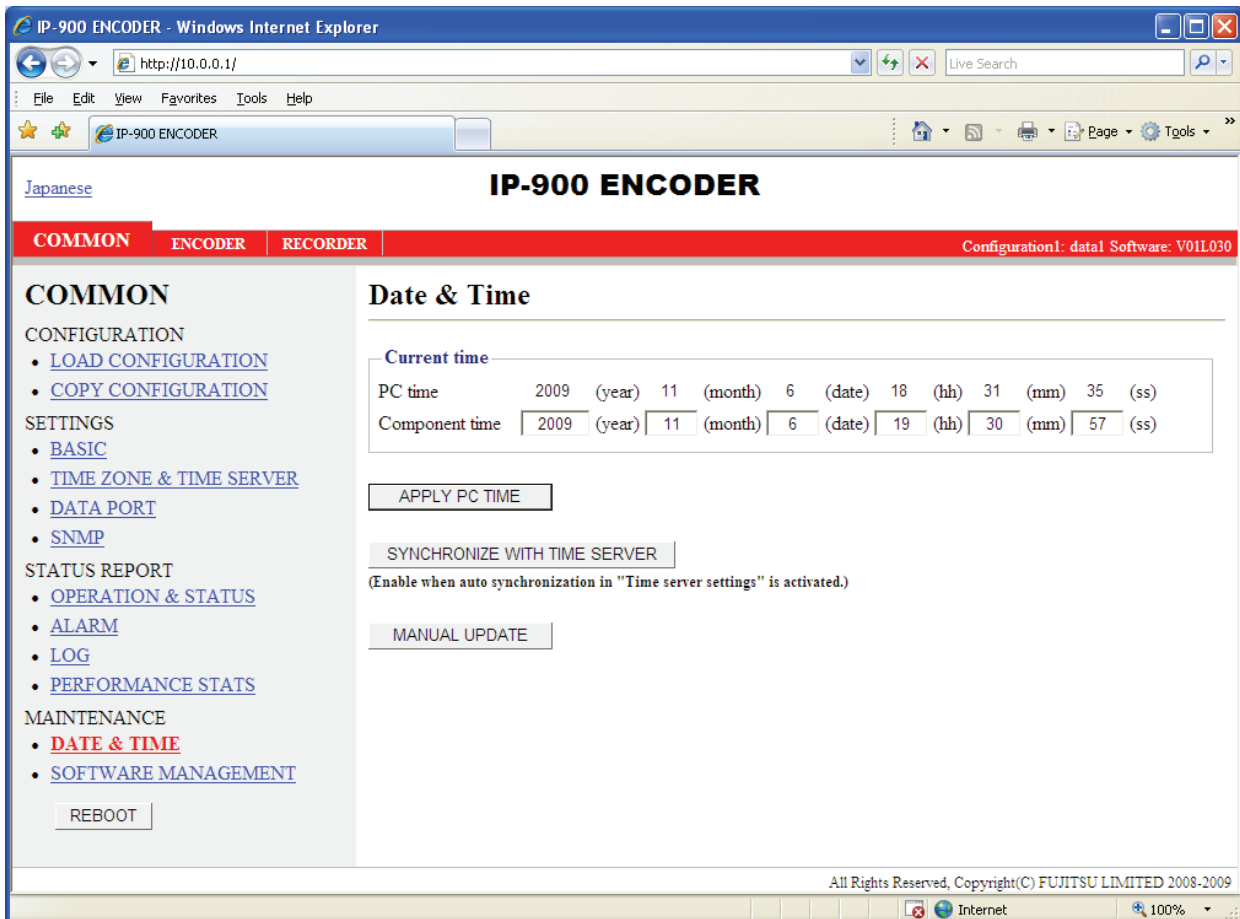 IP-900 ENCODER - Windows Internet Explorer
http://10.0.0.1/
Live Search
File Edit View Favorites Tools Help
IP-900 ENCODER
Page Tools »
Japanese
IP-900 ENCODER
COMMON ENCODER RECORDER Configuration1: data1 Software: V01L030
COMMON
CONFIGURATION
• LOAD CONFIGURATION
• COPY CONFIGURATION
SETTINGS
• BASIC
• TIME ZONE & TIME SERVER
• DATA PORT
• SNMP
STATUS REPORT
• OPERATION & STATUS
• ALARM
• LOG
• PERFORMANCE STATS
MAINTENANCE
• DATE & TIME
• SOFTWARE MANAGEMENT
REBOOT
Date & Time
Current time
PC time 2009 (year) 11 (month) 6 (date) 18 (hh) 31 (mm) 35 (ss)
Component time 2009 (year) 11 (month) 6 (date) 19 (hh) 30 (mm) 57 (ss)
APPLY PC TIME
SYNCHRONIZE WITH TIME SERVER
(Enable when auto synchronization in "Time server settings" is activated.)
MANUAL UPDATE
All Rights Reserved, Copyright(C) FUJITSU LIMITED 2008-2009
Internet 100%